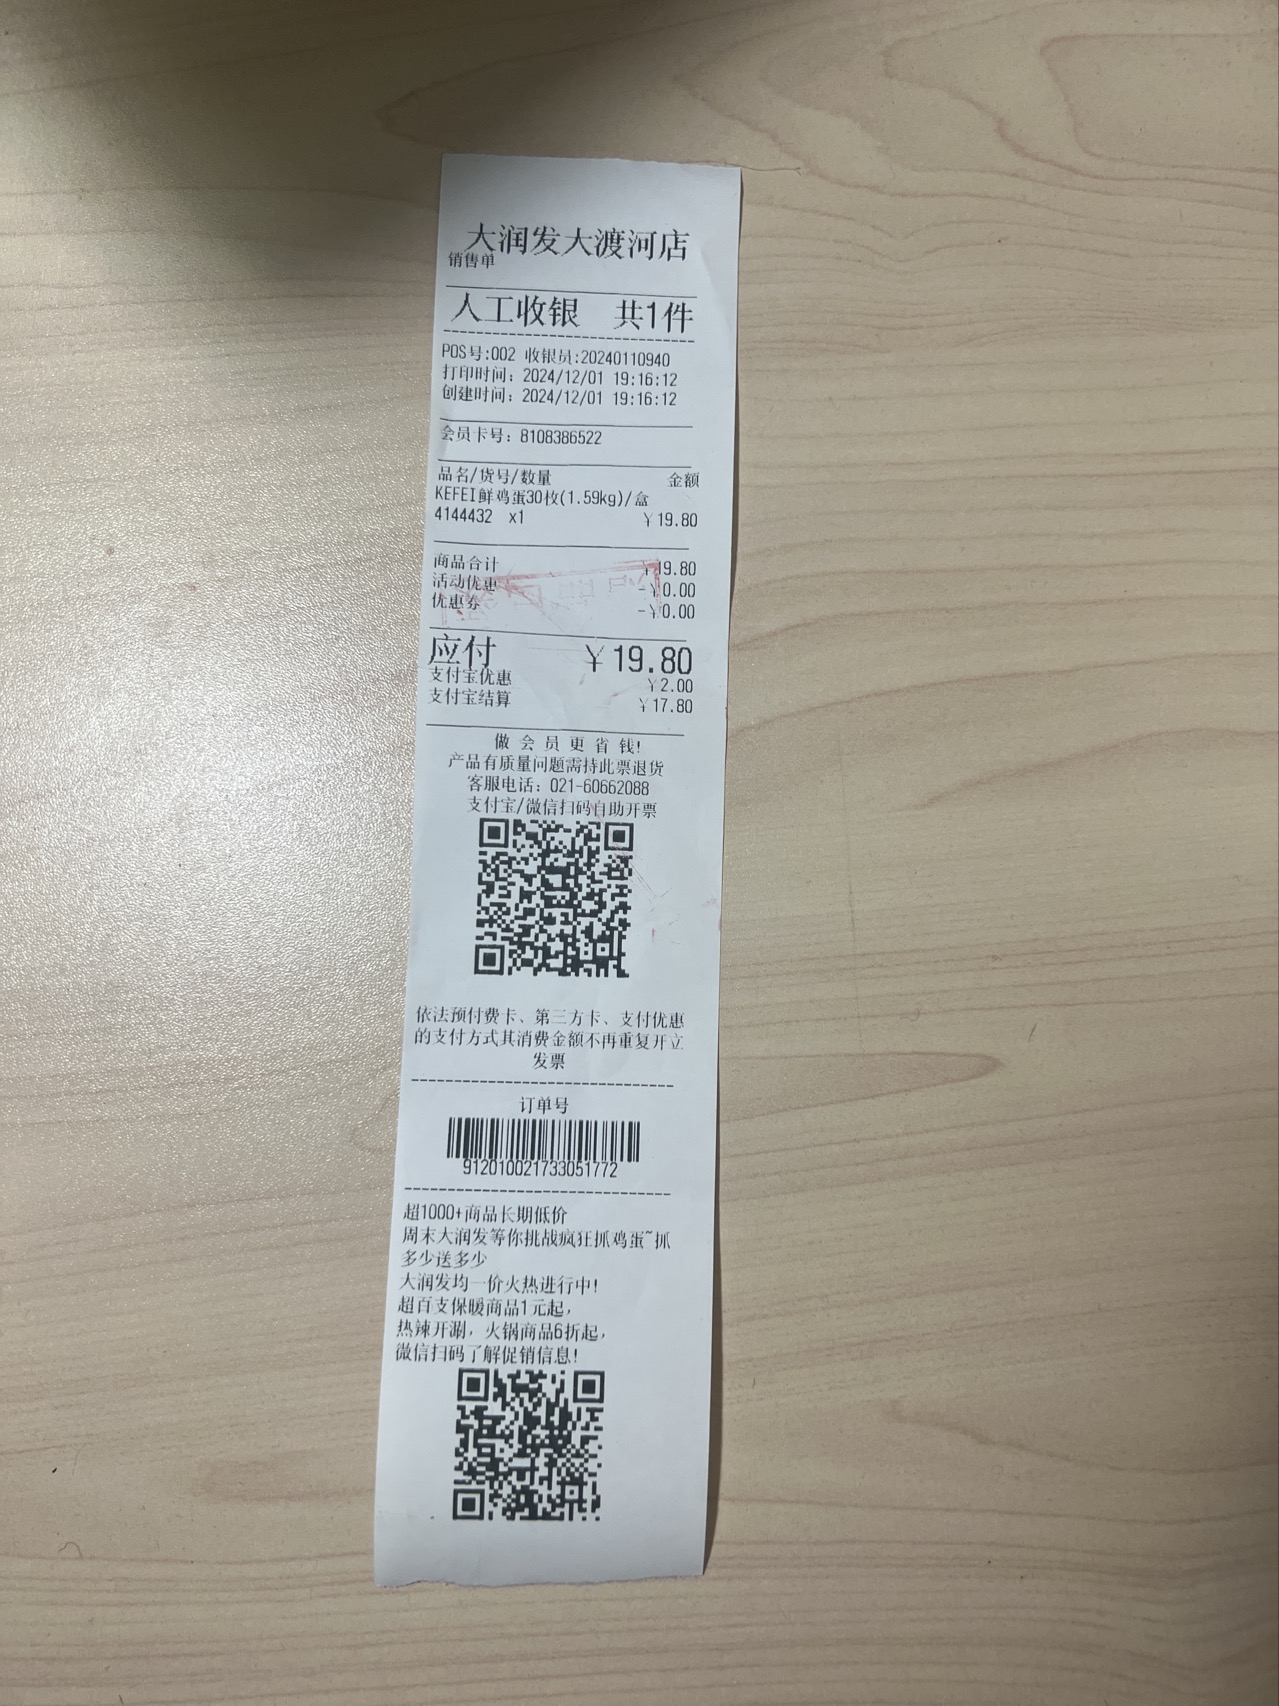 大润发大渡河店
销售单
人工收银 共1件
POS号:002 收银员:20240110940
打印时间: 2024/12/01 19:16:12
创建时间: 2024/12/01 19:16:12
会员卡号: 8108386522
品名/货号/数量 金额
KEFEI鲜鸡蛋30枚(1.59kg)/盒
4144432 x1 ￥19.80
商品合计 ￥19.80
活动优惠 -￥0.00
优惠券 -￥0.00
应付 ￥19.80
支付宝优惠 ￥2.00
支付宝结算 ￥17.80
做会员更省钱!
产品有质量问题需持此票退货
客服电话: 021-60662088
支付宝/微信扫码自助开票
依法预付费卡、第三方卡、支付优惠
的支付方式其消费金额不再重复开立
发票
订单号
912010021733051772
超1000+商品长期低价
周末大润发等你挑战疯狂抓鸡蛋~抓
多少送多少
大润发均一价火热进行中!
超百支保暖商品1元起,
热辣开涮, 火锅商品6折起,
微信扫码了解促销信息!